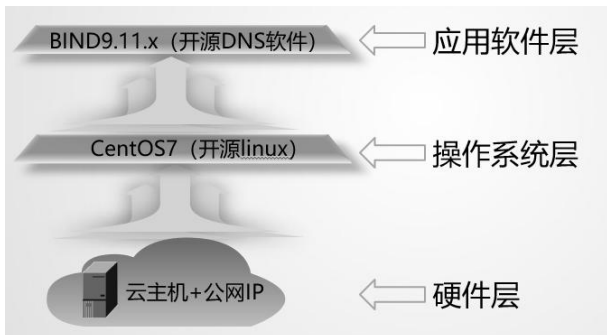 BIND9.11.x（开源DNS软件）
应用软件层
CentOS7（开源linux）
操作系统层
云主机+公网IP
硬件层